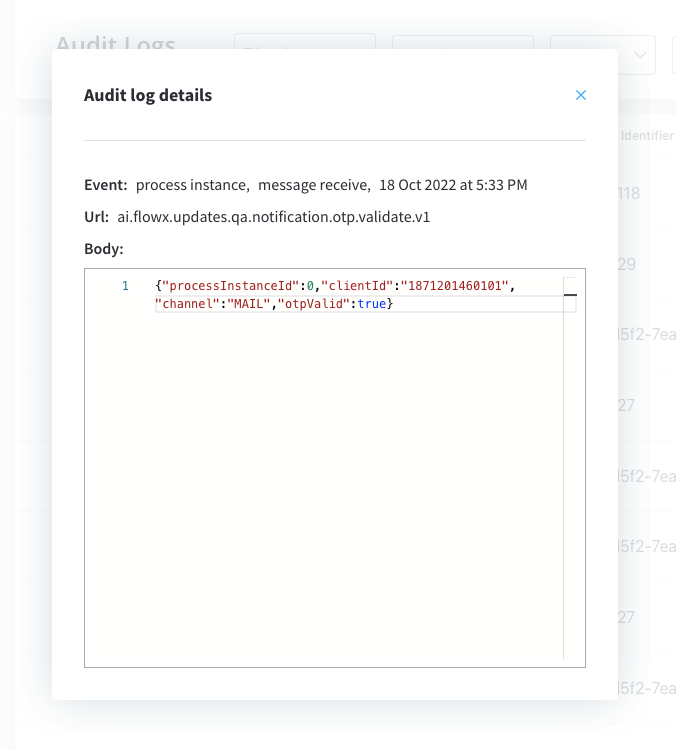 Audit Logs
Audit log details
Identifier
Event: process instance, message receive, 18 Oct 2022 at 5:33 PM
118
Url: ai.flowx.updates.qa.notification.otp.validate.v1
Body:
29
1 {"processInstanceId":0,"clientId":"1871201460101",
"channel":"MAIL","otpValid":true}
l5f2-7ea
27
l5f2-7ea
l5f2-7ea
27
l5f2-7ea